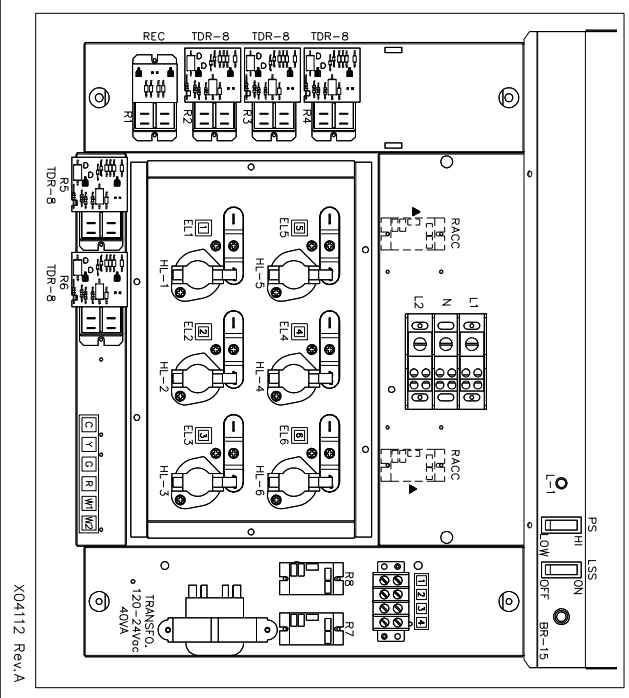 REC
TDR-8
TDR-8
TDR-8
R1
R2
R3
R4
R5
TDR-8
R6
TDR-8
1
EL1
HL-1
5
EL5
HL-5
2
EL2
HL-2
4
EL4
HL-4
3
EL3
HL-3
6
EL6
HL-6
RACC
L2
N
L1
RACC
C
Y
G
R
W1
W2
L-1
PS
HI
LOW
LSS
ON
OFF
BR-15
R8
R7
1
2
3
4
TRANSFO.
120-24Vac
40VA
X04112 Rev.A